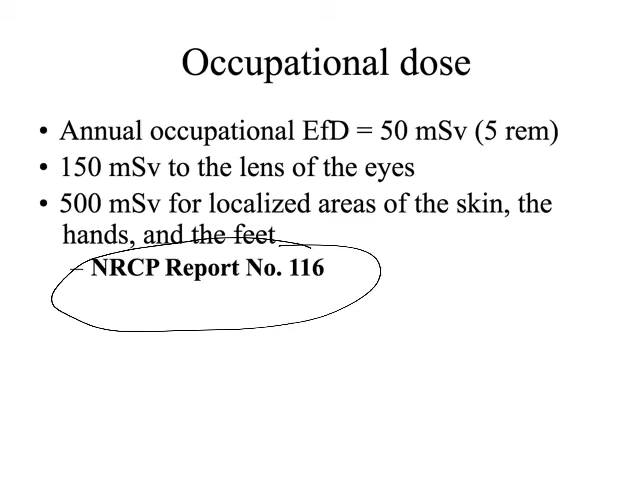 Occupational dose
• Annual occupational EfD = 50 mSv (5 rem)
• 150 mSv to the lens of the eyes
• 500 mSv for localized areas of the skin, the
hands, and the feet
– NRCP Report No. 116